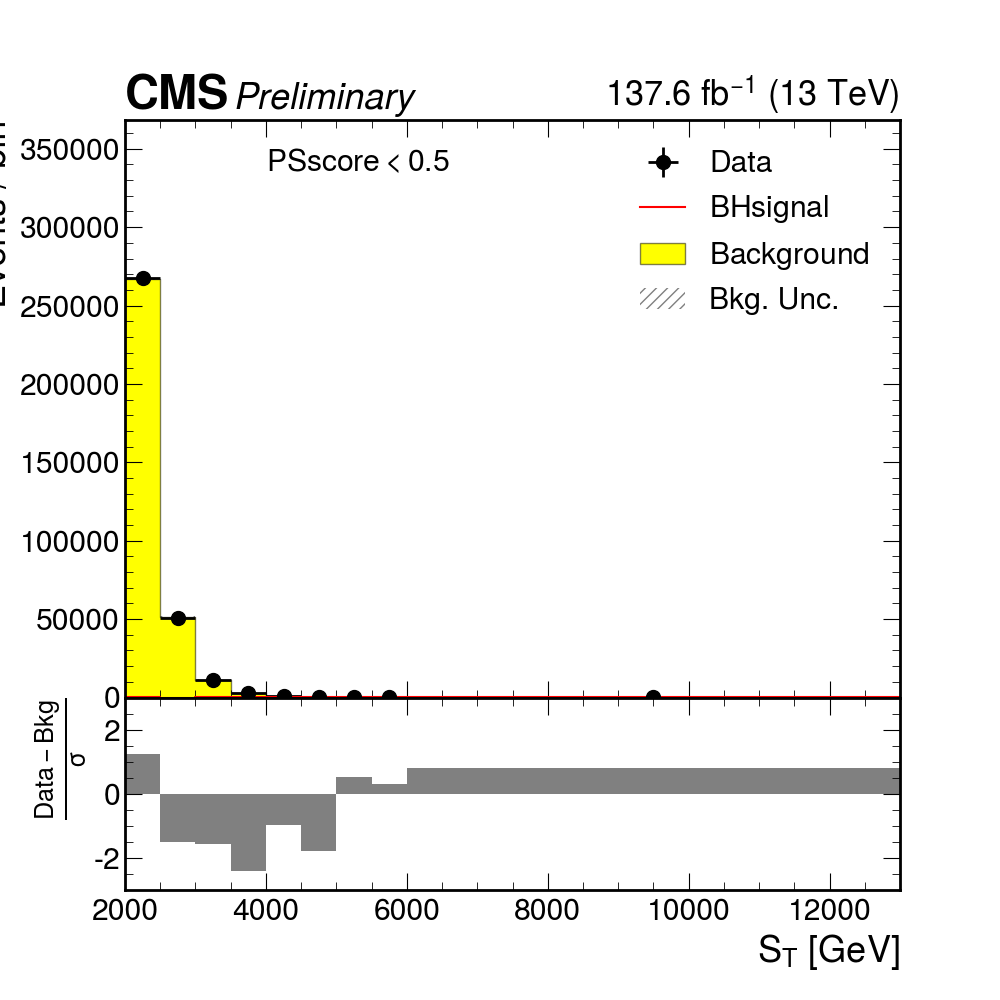 CMS Preliminary 137.6 fb⁻¹ (13 TeV)
PSscore < 0.5
Data
BHsignal
Background
Bkg. Unc.
350000
300000
250000
200000
150000
100000
50000
0
Data – Bkg
σ
2
0
-2
2000 4000 6000 8000 10000 12000
S_T [GeV]